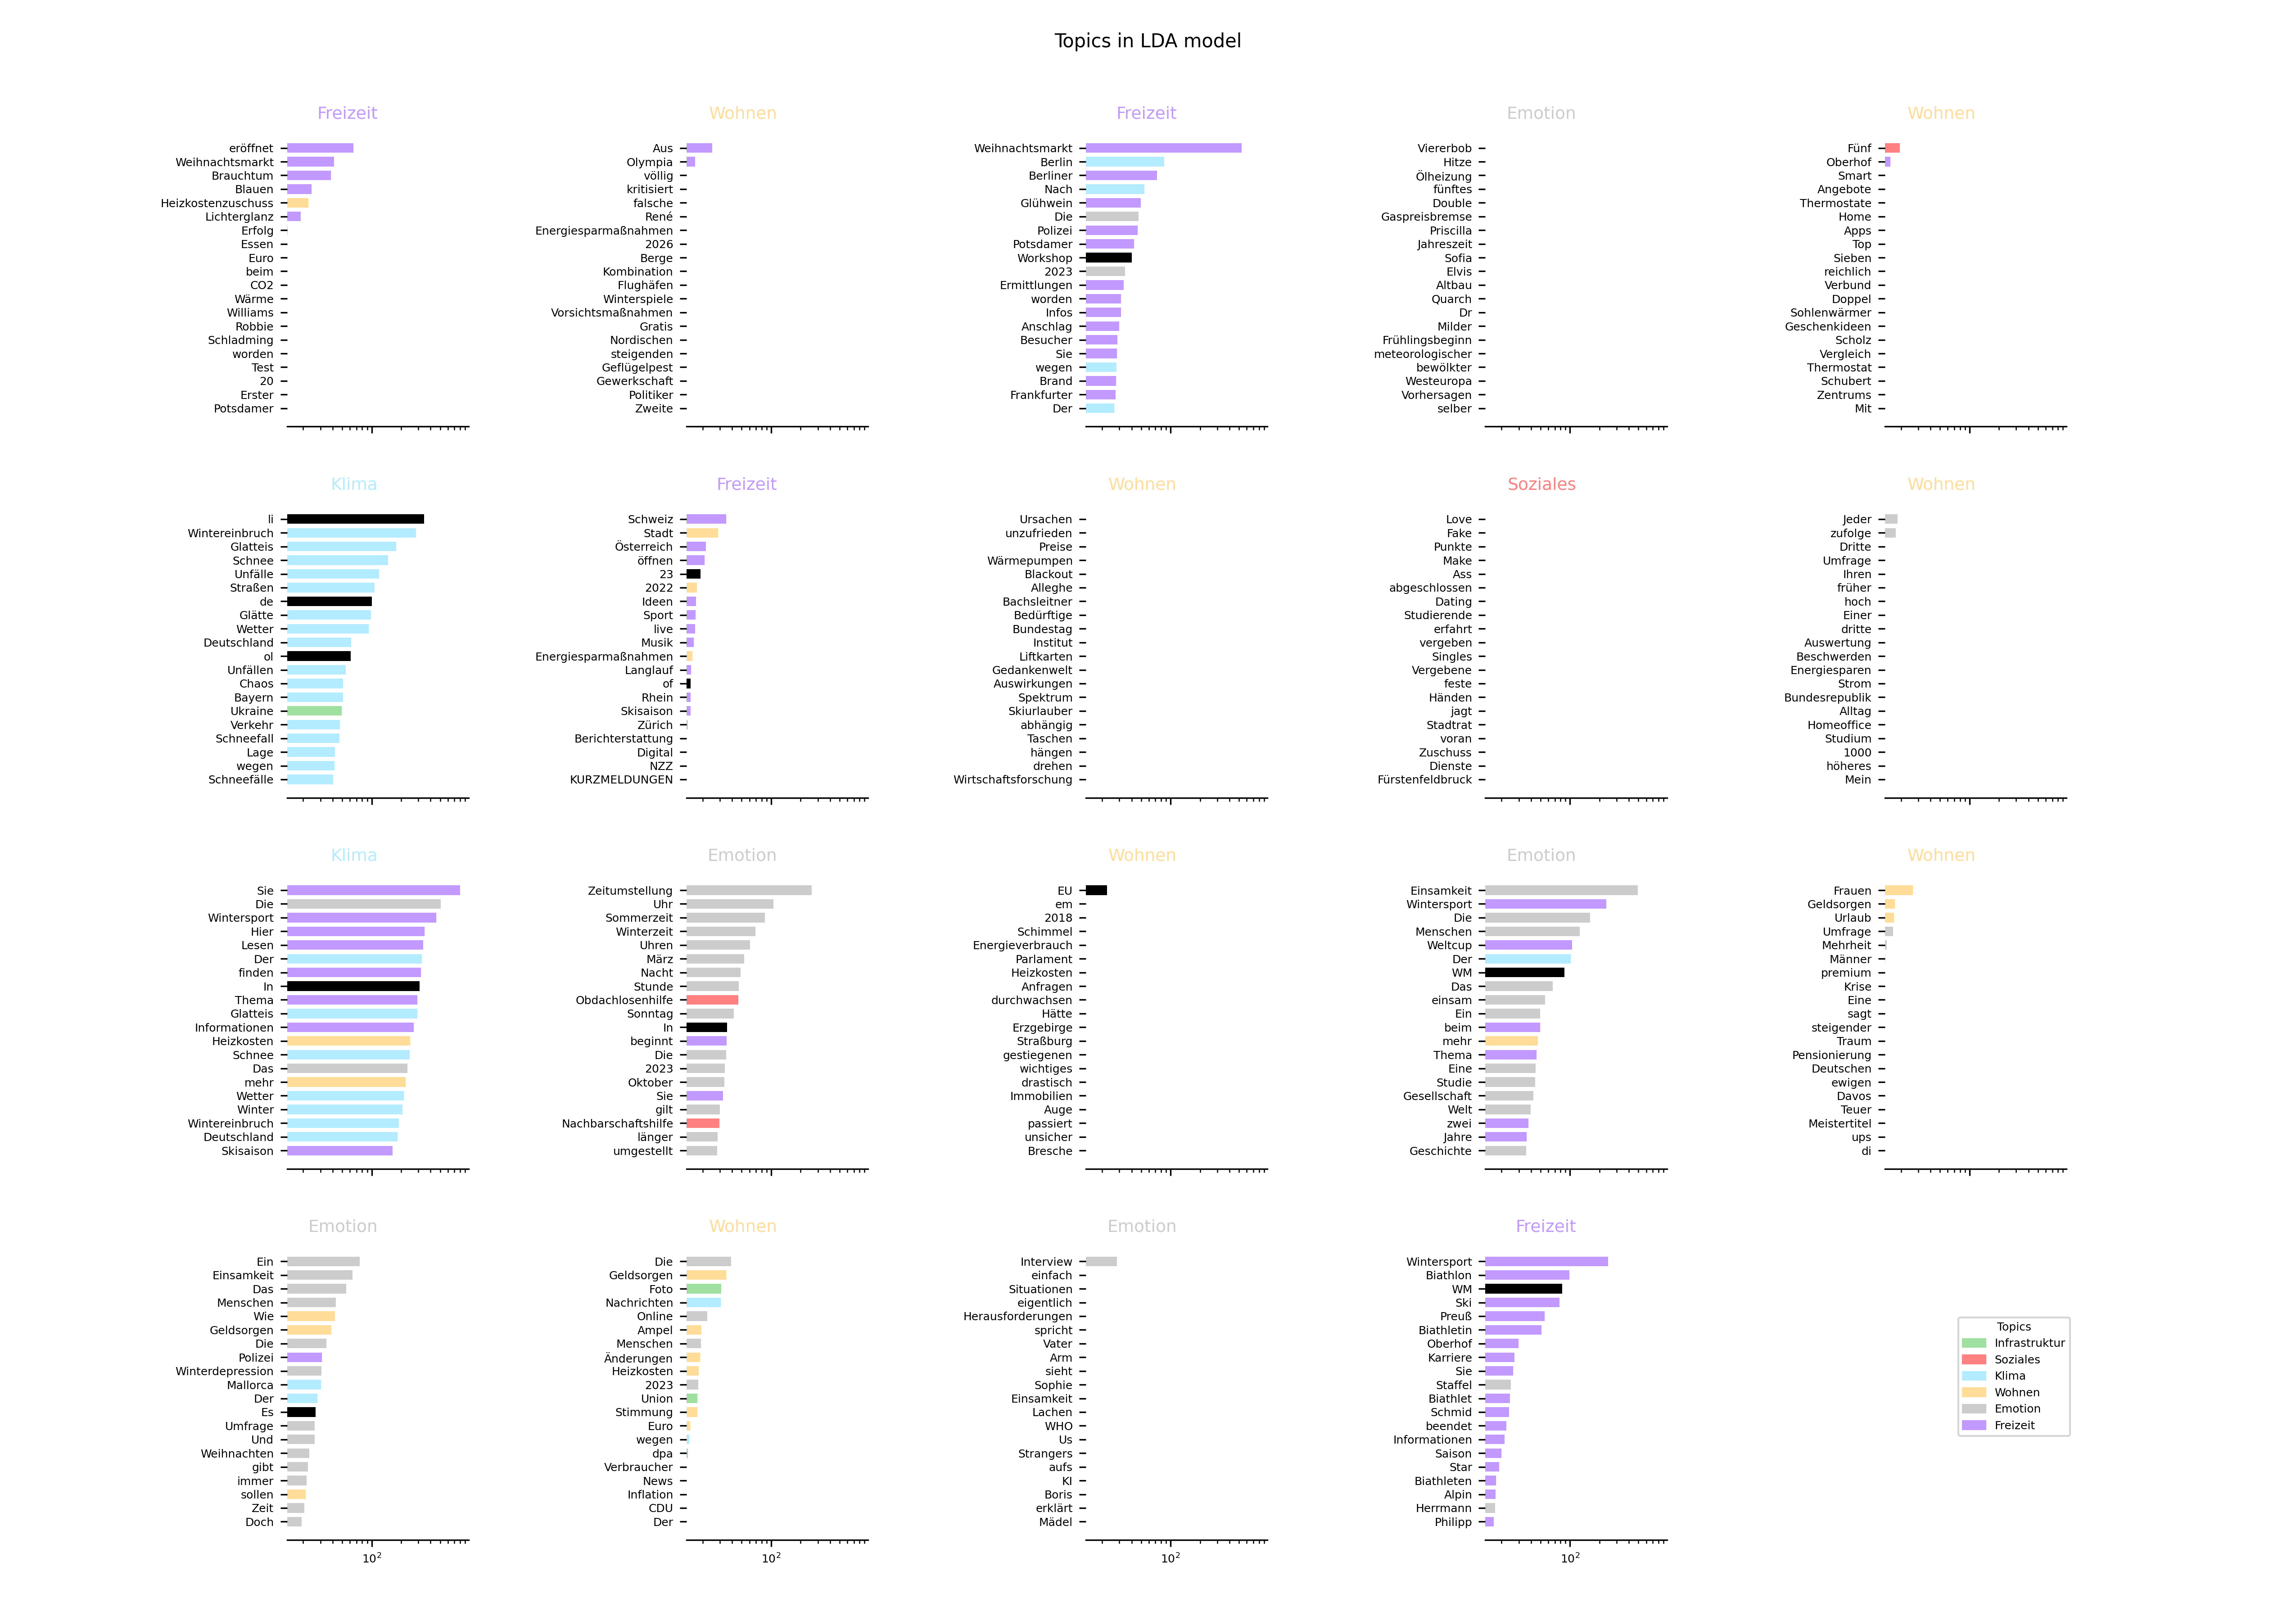 Topics in LDA model
Freizeit
eröffnet
Weihnachtsmarkt
Brauchtum
Blauen
Heizkostenzuschuss
Lichterglanz
Erfolg
Essen
Euro
beim
CO2
Wärme
Williams
Robbie
Schladming
worden
Test
20
Erster
Potsdamer
Wohnen
Aus
Olympia
völlig
kritisiert
falsche
René
Energiesparmaßnahmen
2026
Berge
Kombination
Flughäfen
Winterspiele
Vorsichtsmaßnahmen
Gratis
Nordischen
steigenden
Geflügelpest
Gewerkschaft
Politiker
Zweite
Freizeit
Weihnachtsmarkt
Berlin
Berliner
Nach
Glühwein
Die
Polizei
Potsdamer
Workshop
2023
Ermittlungen
worden
Infos
Anschlag
Besucher
Sie
wegen
Brand
Frankfurter
Der
Emotion
Viererbob
Hitze
Ölheizung
fünftes
Double
Gaspreisbremse
Priscilla
Jahreszeit
Sofia
Elvis
Altbau
Quarch
Dr
Milder
Frühlingsbeginn
meteorologischer
bewölkter
Westeuropa
Vorhersagen
selber
Wohnen
Fünf
Oberhof
Smart
Angebote
Thermostate
Home
Apps
Top
Sieben
reichlich
Verbund
Doppel
Sohlenwärmer
Geschenkideen
Scholz
Vergleich
Thermostat
Schubert
Zentrums
Mit
Klima
li
Wintereinbruch
Glatteis
Schnee
Unfälle
Straßen
de
Glätte
Wetter
Deutschland
ol
Unfällen
Chaos
Bayern
Ukraine
Verkehr
Schneefall
Lage
wegen
Schneefälle
Freizeit
Schweiz
Stadt
Österreich
öffnen
23
2022
Ideen
Sport
live
Musik
Energiesparmaßnahmen
Langlauf
of
Rhein
Skisaison
Zürich
Berichterstattung
Digital
NZZ
KURZMELDUNGEN
Wohnen
Ursachen
unzufrieden
Preise
Wärmepumpen
Blackout
Alleghe
Bachsleitner
Bedürftige
Bundestag
Institut
Liftkarten
Gedankenwelt
Auswirkungen
Spektrum
Skiurlauber
abhängig
Taschen
hängen
drehen
Wirtschaftsforschung
Soziales
Love
Fake
Punkte
Make
Ass
abgeschlossen
Dating
Studierende
erfahrt
vergeben
Singles
Vergebene
feste
Händen
jagt
Stadtrat
voran
Zuschuss
Dienste
Fürstenfeldbruck
Wohnen
Jeder
zufolge
Dritte
Umfrage
Ihren
früher
hoch
Einer
dritte
Auswertung
Beschwerden
Energiesparen
Strom
Bundesrepublik
Alltag
Homeoffice
Studium
1000
höheres
Mein
Klima
Sie
Die
Wintersport
Hier
Lesen
Der
finden
In
Thema
Glatteis
Informationen
Heizkosten
Schnee
Das
mehr
Wetter
Winter
Wintereinbruch
Deutschland
Skisaison
Emotion
Zeitumstellung
Uhr
Sommerzeit
Winterzeit
Uhren
März
Nacht
Stunde
Obdachlosenhilfe
Sonntag
In
beginnt
Die
2023
Oktober
Sie
gilt
Nachbarschaftshilfe
länger
umgestellt
Wohnen
EU
em
2018
Schimmel
Energieverbrauch
Parlament
Heizkosten
Anfragen
durchwachsen
Hätte
Erzgebirge
Straßburg
gestiegenen
wichtiges
drastisch
Immobilien
Auge
passiert
unsicher
Bresche
Emotion
Einsamkeit
Wintersport
Die
Menschen
Weltcup
Der
WM
Das
einsam
Ein
beim
mehr
Thema
Eine
Studie
Gesellschaft
Welt
zwei
Jahre
Geschichte
Wohnen
Frauen
Geldsorgen
Urlaub
Umfrage
Mehrheit
Männer
premium
Krise
Eine
sagt
steigender
Traum
Pensionierung
Deutschen
ewigen
Davos
Teuer
Meistertitel
ups
di
Emotion
Ein
Einsamkeit
Das
Menschen
Wie
Geldsorgen
Die
Polizei
Winterdepression
Mallorca
Der
Es
Umfrage
Und
Weihnachten
gibt
immer
sollen
Zeit
Doch
10²
Wohnen
Die
Geldsorgen
Foto
Nachrichten
Online
Ampel
Menschen
Änderungen
Heizkosten
2023
Union
Stimmung
Euro
wegen
dpa
Verbraucher
News
Inflation
CDU
Der
10²
Emotion
Interview
einfach
Situationen
eigentlich
Herausforderungen
spricht
Vater
Arm
sieht
Sophie
Einsamkeit
Lachen
WHO
Us
Strangers
aufs
KI
Boris
erklärt
Mädel
10²
Freizeit
Wintersport
Biathlon
WM
Ski
Preuß
Biathletin
Oberhof
Karriere
Sie
Staffel
Biathlet
Schmid
beendet
Informationen
Saison
Star
Biathleten
Alpin
Herrmann
Philipp
10²
Topics
Infrastruktur
Soziales
Klima
Wohnen
Emotion
Freizeit